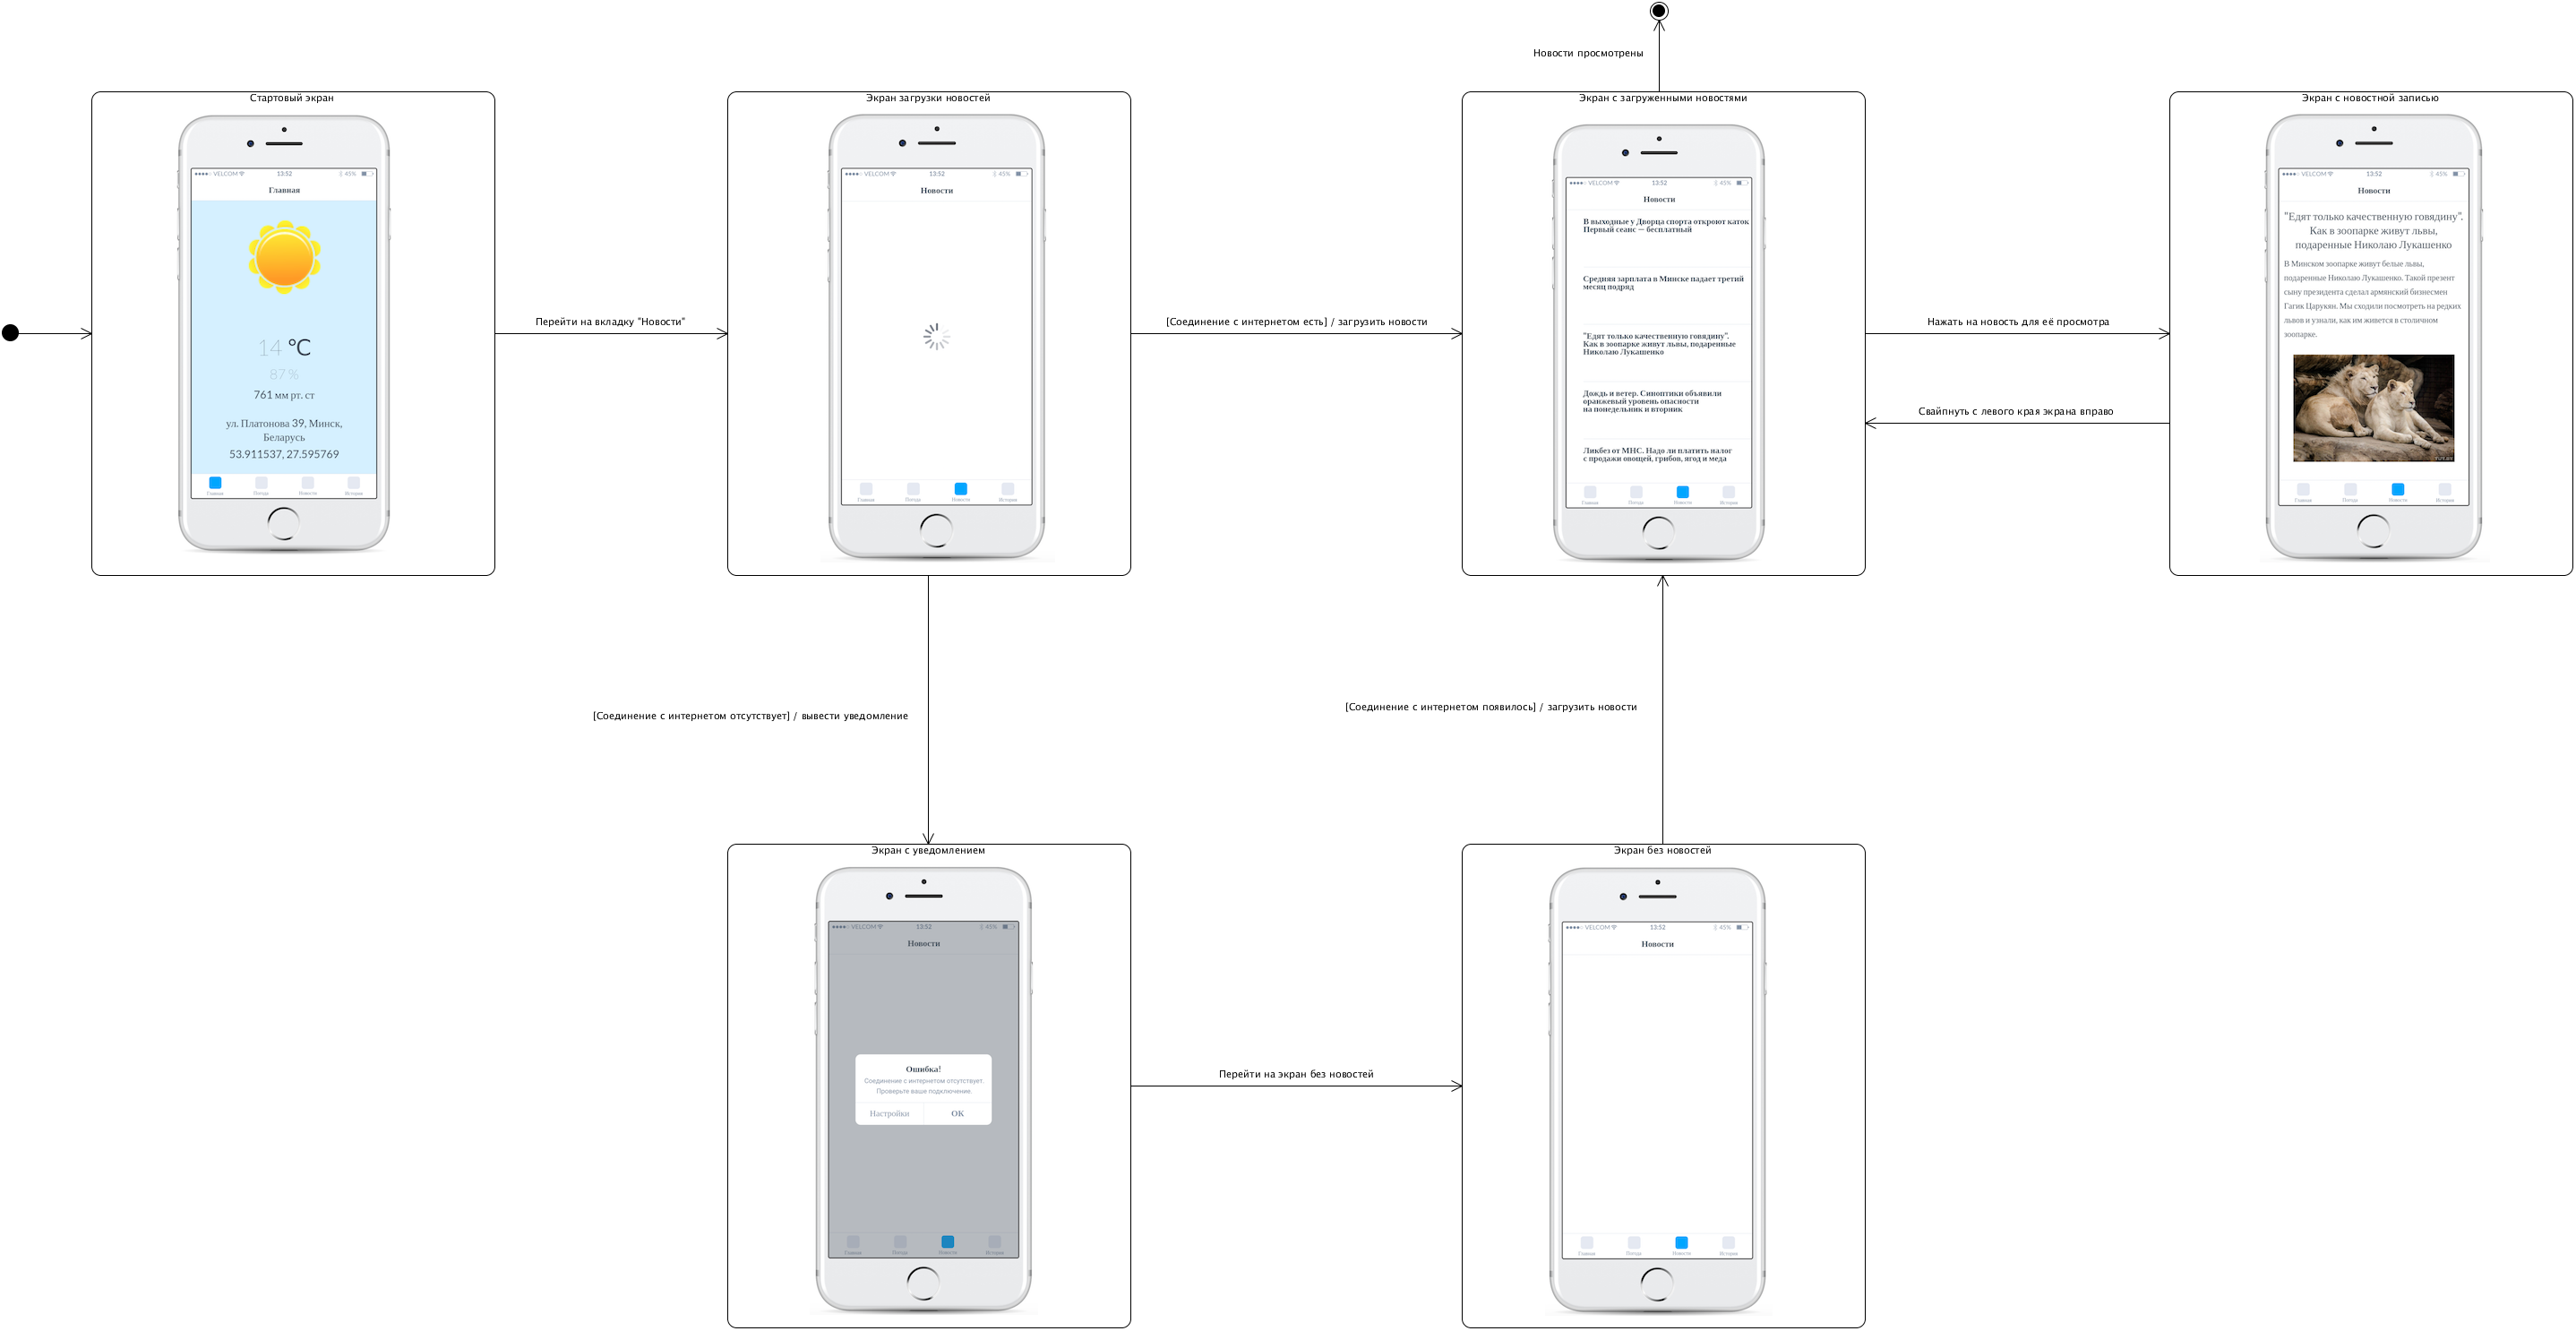 Новости просмотрены
Стартовый экран
VELCOM 13:52 45%
Главная
14 °C
87 %
761 мм рт. ст
ул. Платонова 39, Минск,
Беларусь
53.911537, 27.595769
Главная Погода Новости История
Перейти на вкладку "Новости"
Экран загрузки новостей
VELCOM 13:52 45%
Новости
Главная Погода Новости История
[Соединение с интернетом есть] / загрузить новости
Экран с загруженными новостями
VELCOM 13:52 45%
Новости
В выходные у Дворца спорта откроют каток
Первый сеанс — бесплатный
Средняя зарплата в Минске падает третий
месяц подряд
"Едят только качественную говядину".
Как в зоопарке живут львы, подаренные
Николаю Лукашенко
Дождь и ветер. Синоптики объявили
оранжевый уровень опасности
на понедельник и вторник
Ликбез от МНС. Надо ли платить налог
с продажи овощей, грибов, ягод и меда
Главная Погода Новости История
Нажать на новость для её просмотра
Свайпнуть с левого края экрана вправо
Экран с новостной записью
VELCOM 13:52 45%
Новости
"Едят только качественную говядину".
Как в зоопарке живут львы,
подаренные Николаю Лукашенко
В Минском зоопарке живут белые львы,
подаренные Николаю Лукашенко. Такой презент
сыну президента сделал армянский бизнесмен
Гагик Царукян. Мы сходили посмотреть на редких
львов и узнали, как им живется в столичном
зоопарке.
Главная Погода Новости История
[Соединение с интернетом отсутствует] / вывести уведомление
[Соединение с интернетом появилось] / загрузить новости
Экран с уведомлением
VELCOM 13:52 45%
Новости
Ошибка!
Соединение с интернетом отсутствует.
Проверьте ваше подключение.
Настройки OK
Главная Погода Новости История
Перейти на экран без новостей
Экран без новостей
VELCOM 13:52 45%
Новости
Главная Погода Новости История